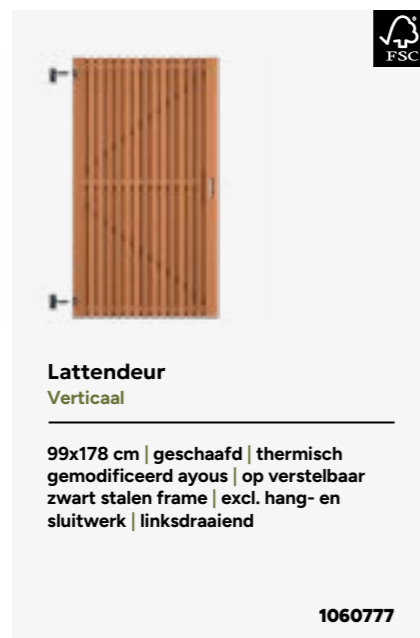 FSC
Lattendeur
Verticaal
99x178 cm | geschaafd | thermisch
gemodificeerd ayous | op verstelbaar
zwart stalen frame | excl. hang- en
sluitwerk | linksdraaiend
1060777